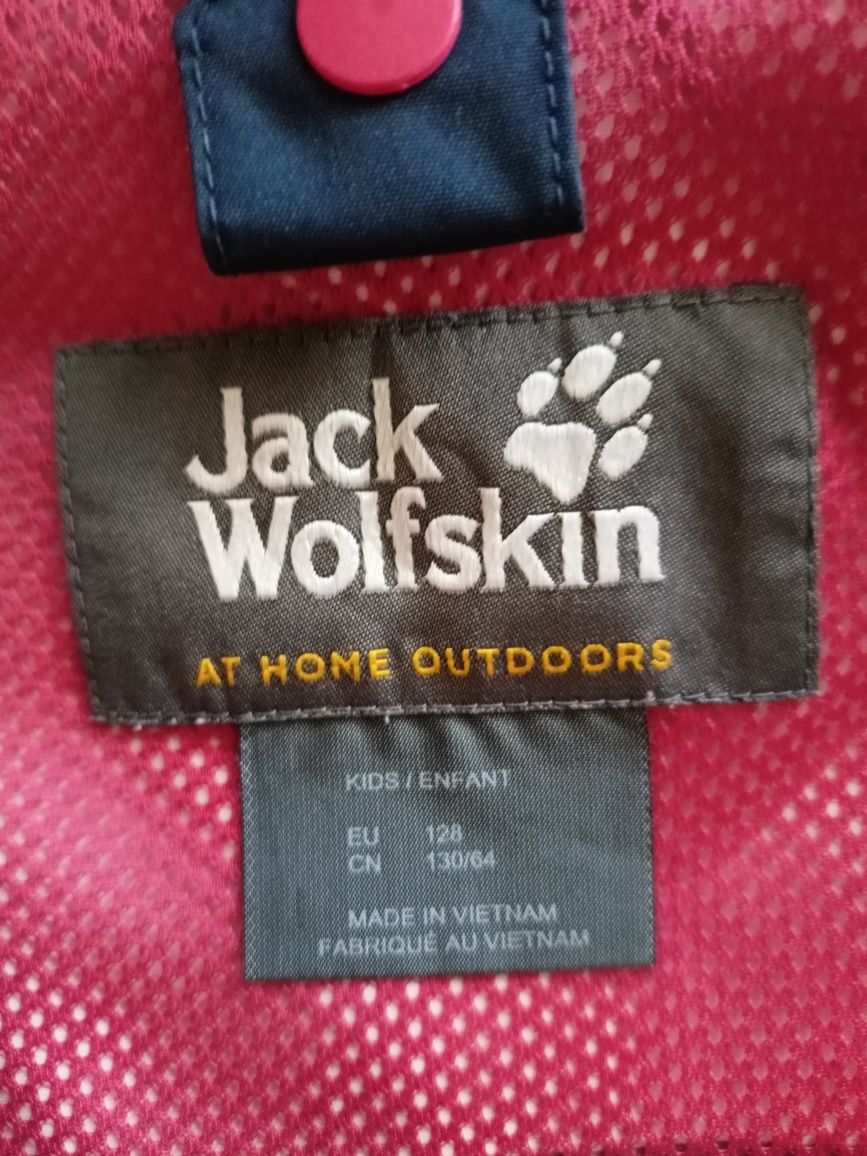 Jack
Wolfskin
AT HOME OUTDOORS
KIDS / ENFANT
EU 128
CN 130/64
MADE IN VIETNAM
FABRIQUÉ AU VIETNAM